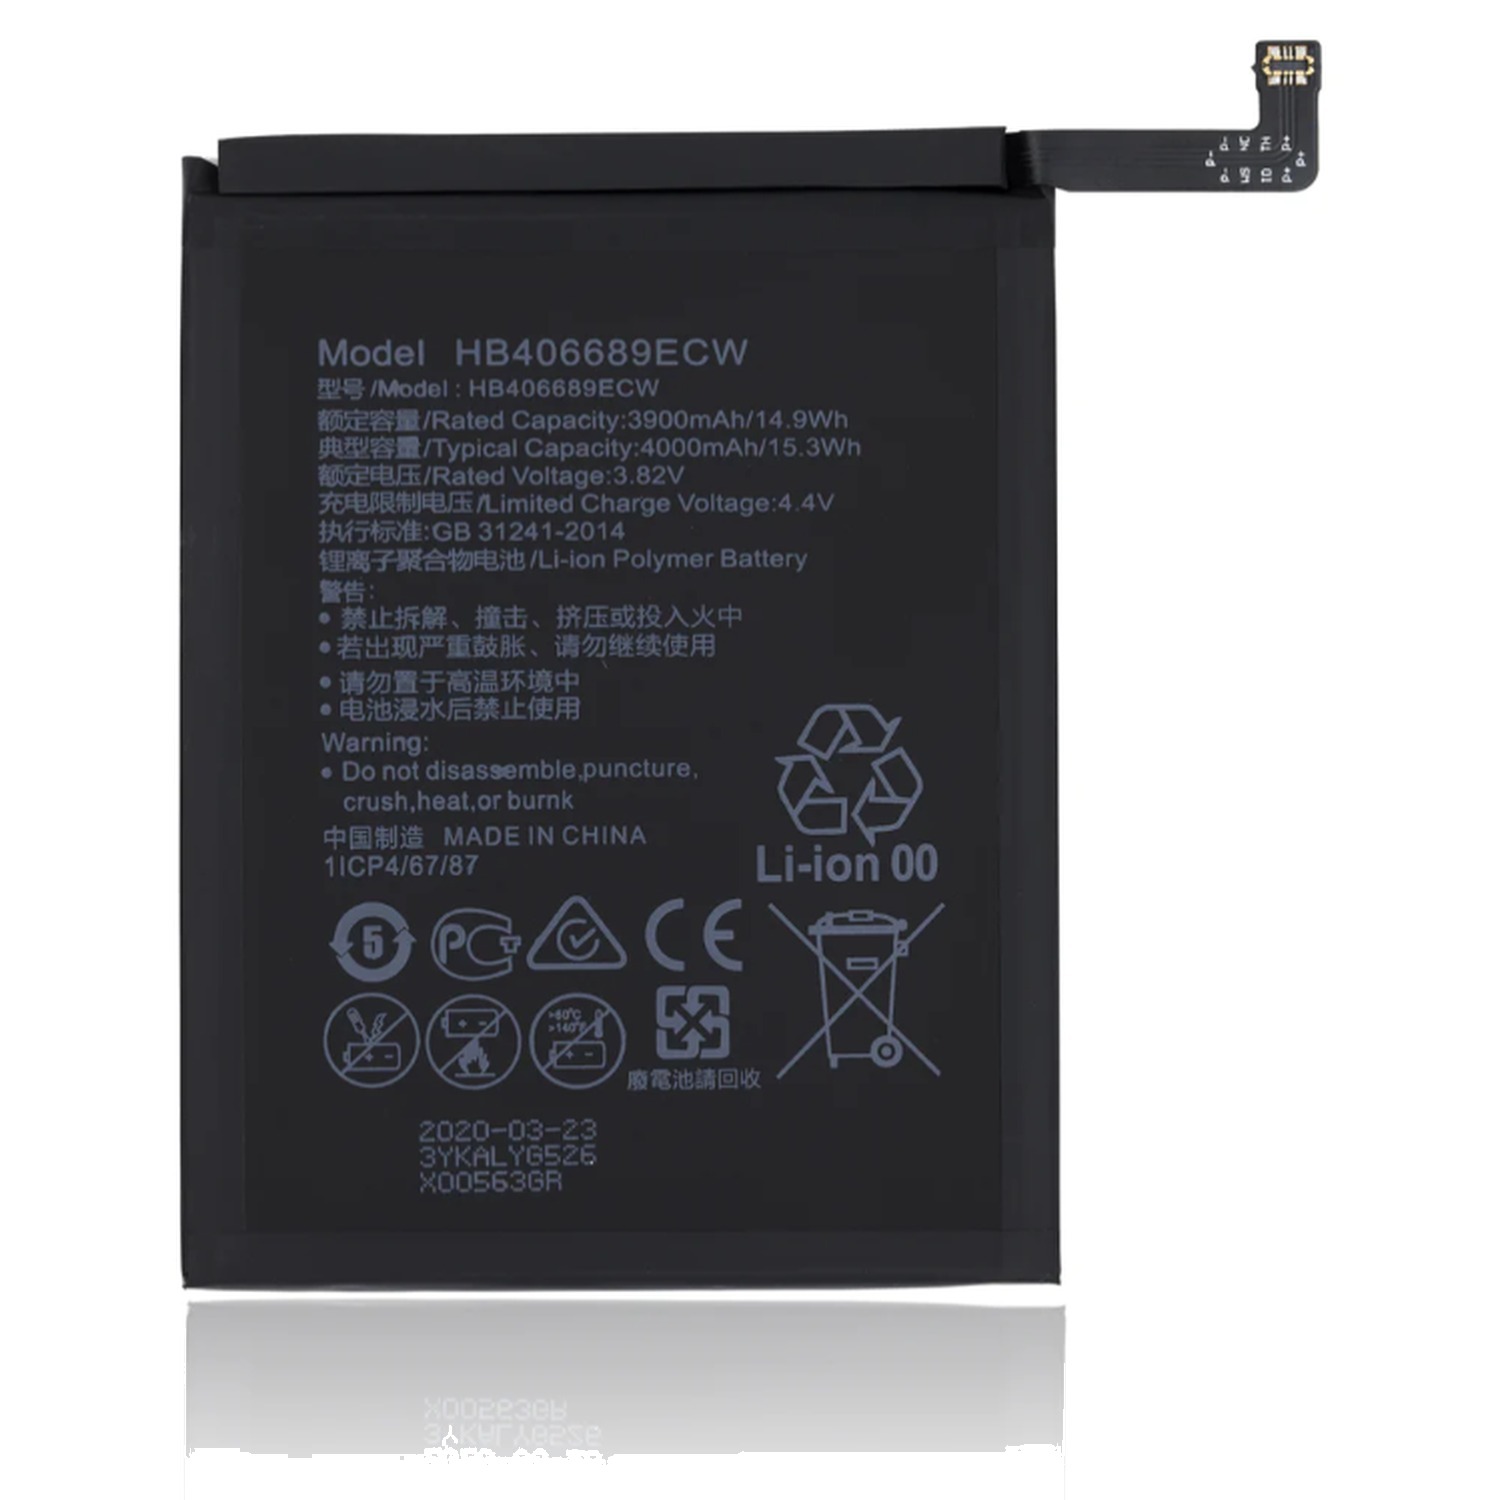 P- P- NC TH P+ P+
P- WS ID P+
Model HB406689ECW
型号/Model : HB406689ECW
额定容量/Rated Capacity:3900mAh/14.9Wh
典型容量/Typical Capacity:4000mAh/15.3Wh
额定电压/Rated Voltage:3.82V
充电限制电压/Limited Charge Voltage:4.4V
执行标准:GB 31241-2014
锂离子聚合物电池/Li-ion Polymer Battery
警告:
• 禁止拆解、撞击、挤压或投入火中
• 若出现严重鼓胀、请勿继续使用
• 请勿置于高温环境中
• 电池浸水后禁止使用
Warning:
• Do not disassemble,puncture,
crush,heat,or burnk
中国制造 MADE IN CHINA
1ICP4/67/87
Li-ion 00
5 PCT CE
>60°C
>140°F
廢電池請回收
2020-03-23
3YKALYG526
X00563GR